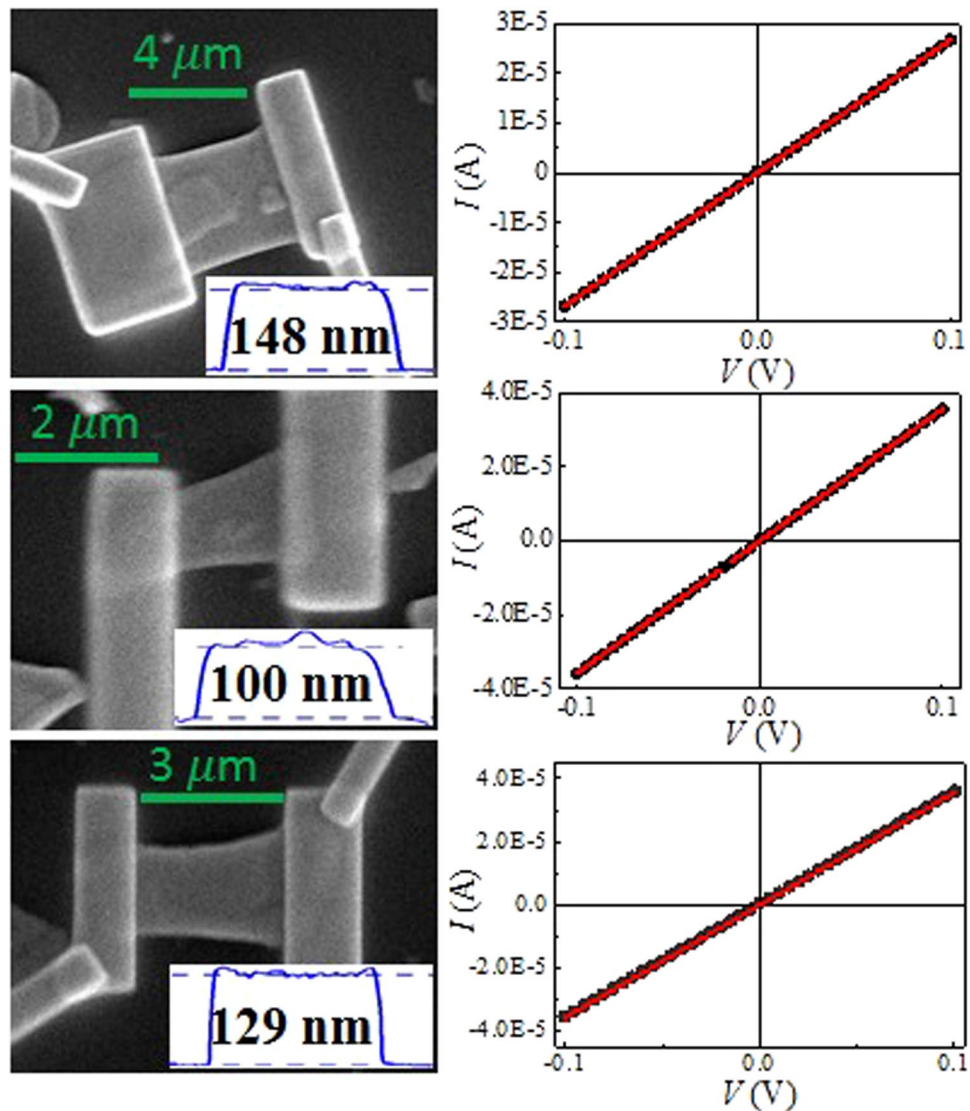 4 μm
148 nm
3E-5
2E-5
1E-5
0
-1E-5
-2E-5
-3E-5
I (A)
-0.1
0.0
0.1
V (V)
2 μm
100 nm
4.0E-5
2.0E-5
0.0
-2.0E-5
-4.0E-5
I (A)
-0.1
0.0
0.1
V (V)
3 μm
129 nm
4.0E-5
2.0E-5
0.0
-2.0E-5
-4.0E-5
I (A)
-0.1
0.0
0.1
V (V)